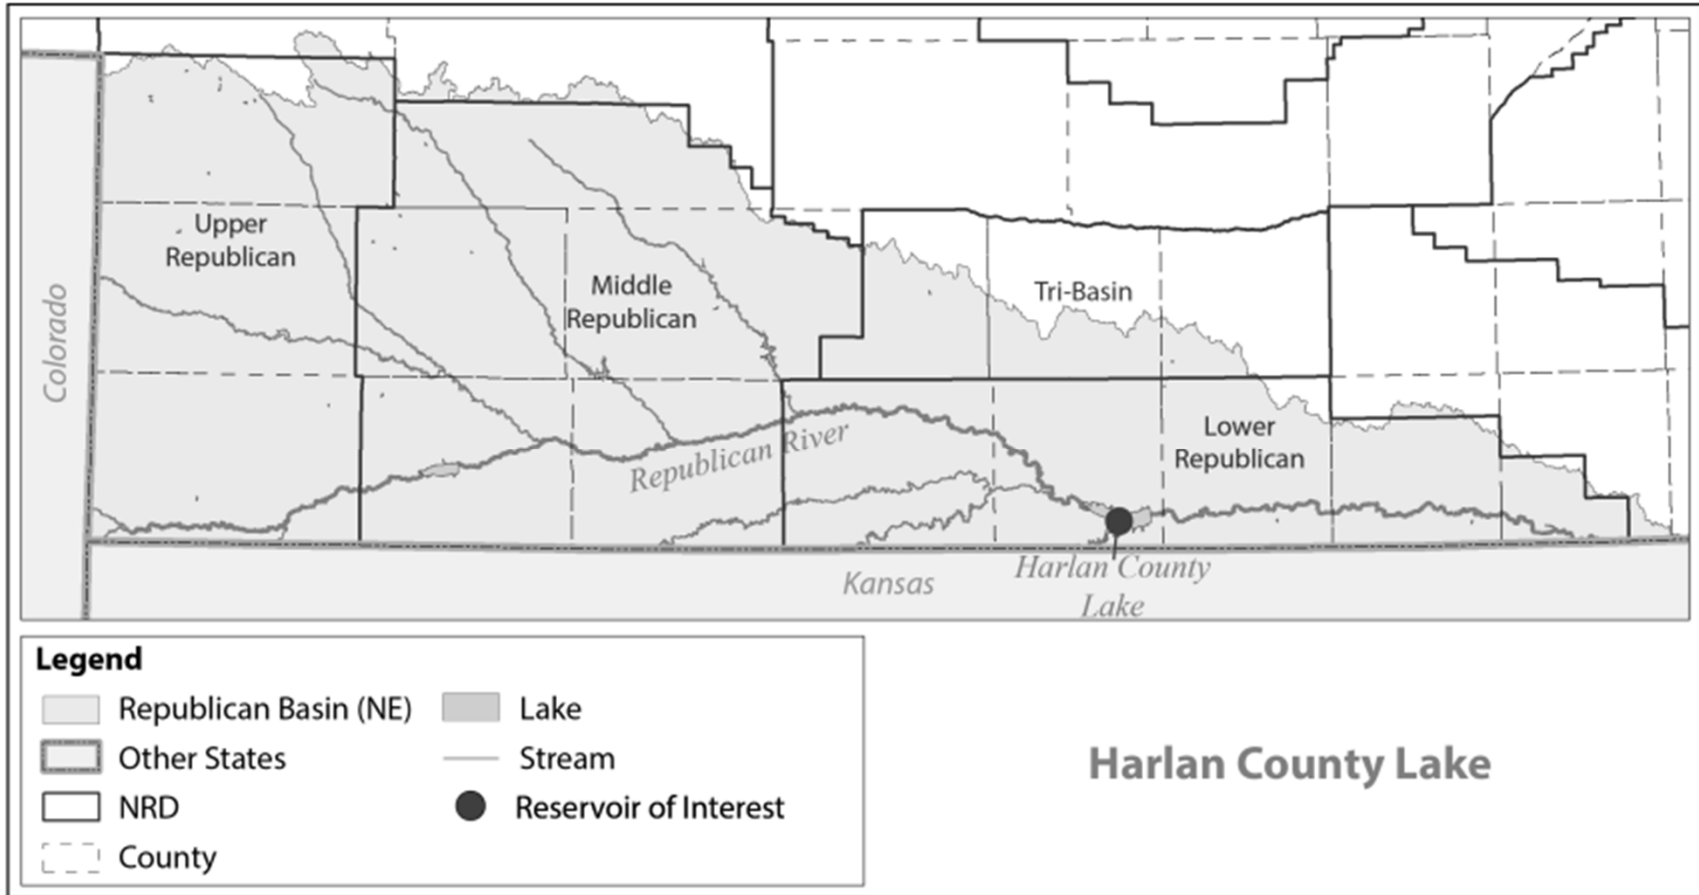 Upper
Republican
Middle
Republican
Tri-Basin
Colorado
Lower
Republican
Republican River
Harlan County
Lake
Kansas
Legend
Republican Basin (NE)
Lake
Other States
Stream
NRD
Reservoir of Interest
County
Harlan County Lake